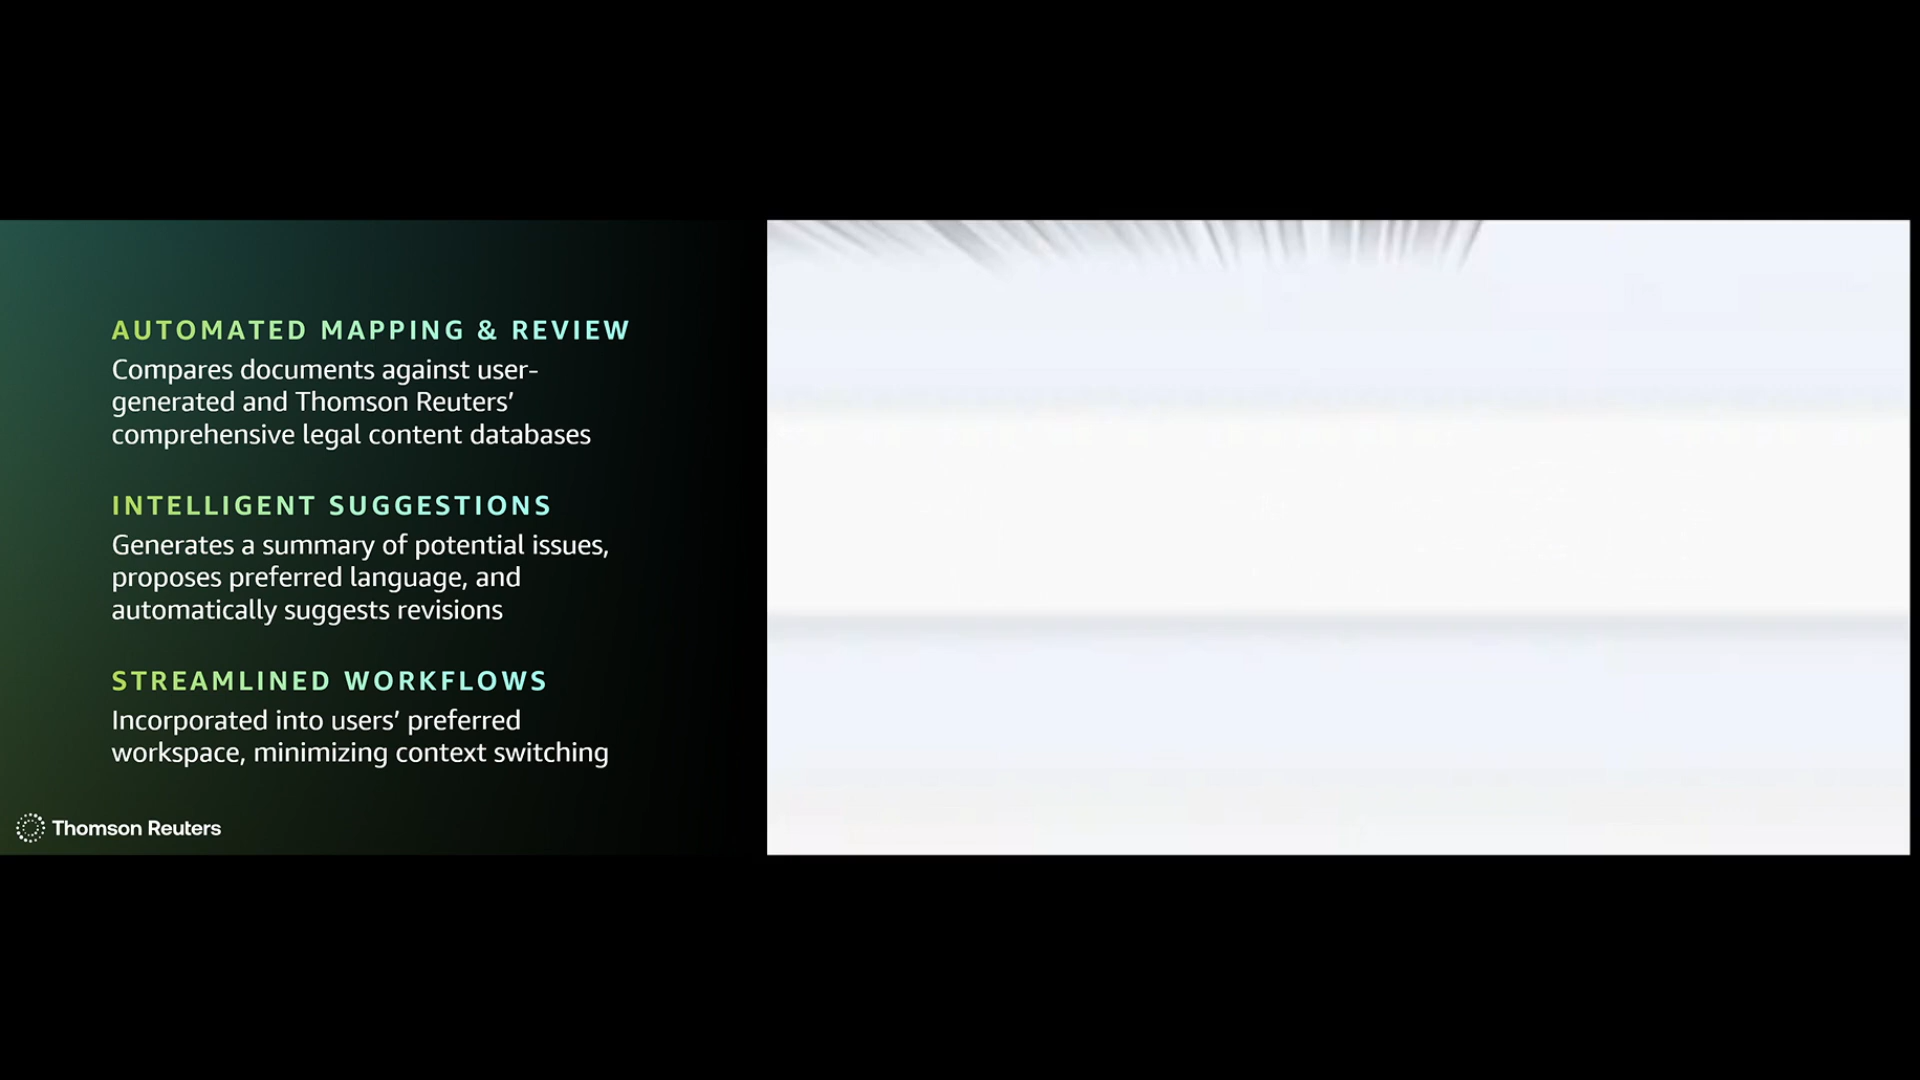 AUTOMATED MAPPING & REVIEW
Compares documents against user-
generated and Thomson Reuters’
comprehensive legal content databases
INTELLIGENT SUGGESTIONS
Generates a summary of potential issues,
proposes preferred language, and
automatically suggests revisions
STREAMLINED WORKFLOWS
Incorporated into users’ preferred
workspace, minimizing context switching
Thomson Reuters